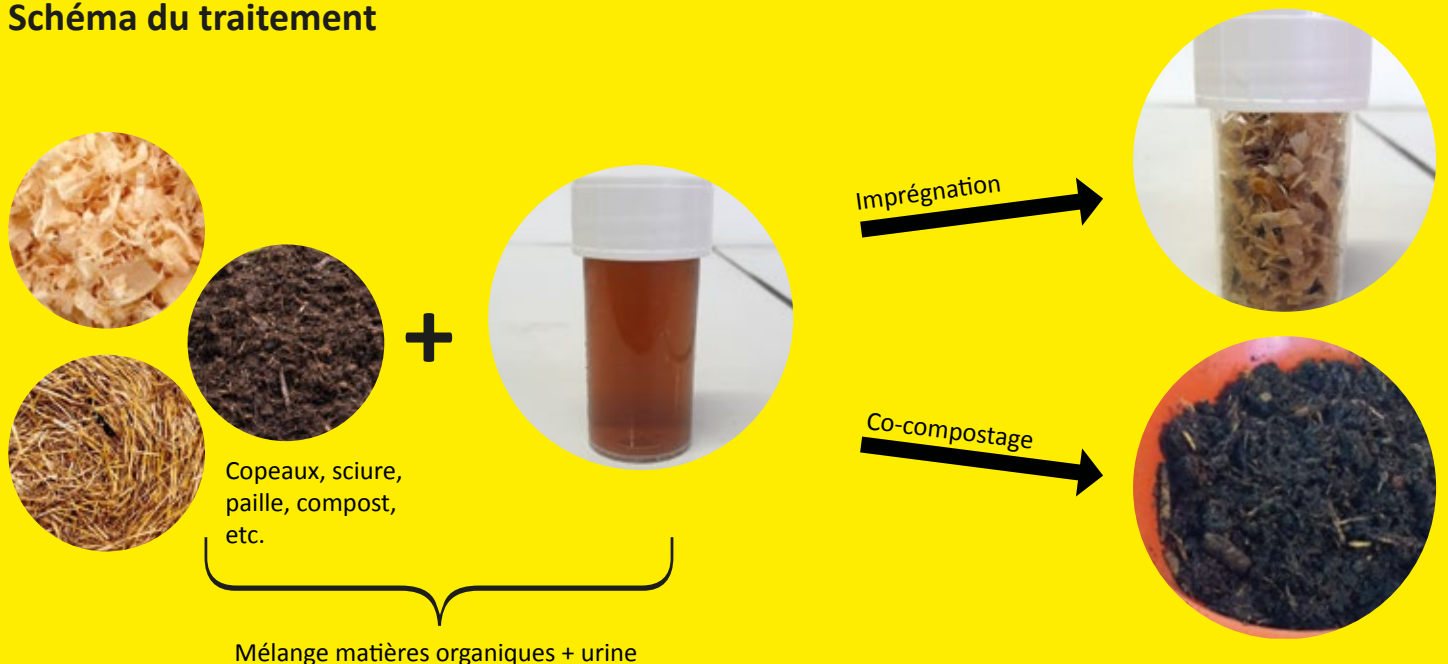 Schéma du traitement
+
Imprégnation
Co-compostage
Copeaux, sciure,
paille, compost,
etc.
Mélange matières organiques + urine